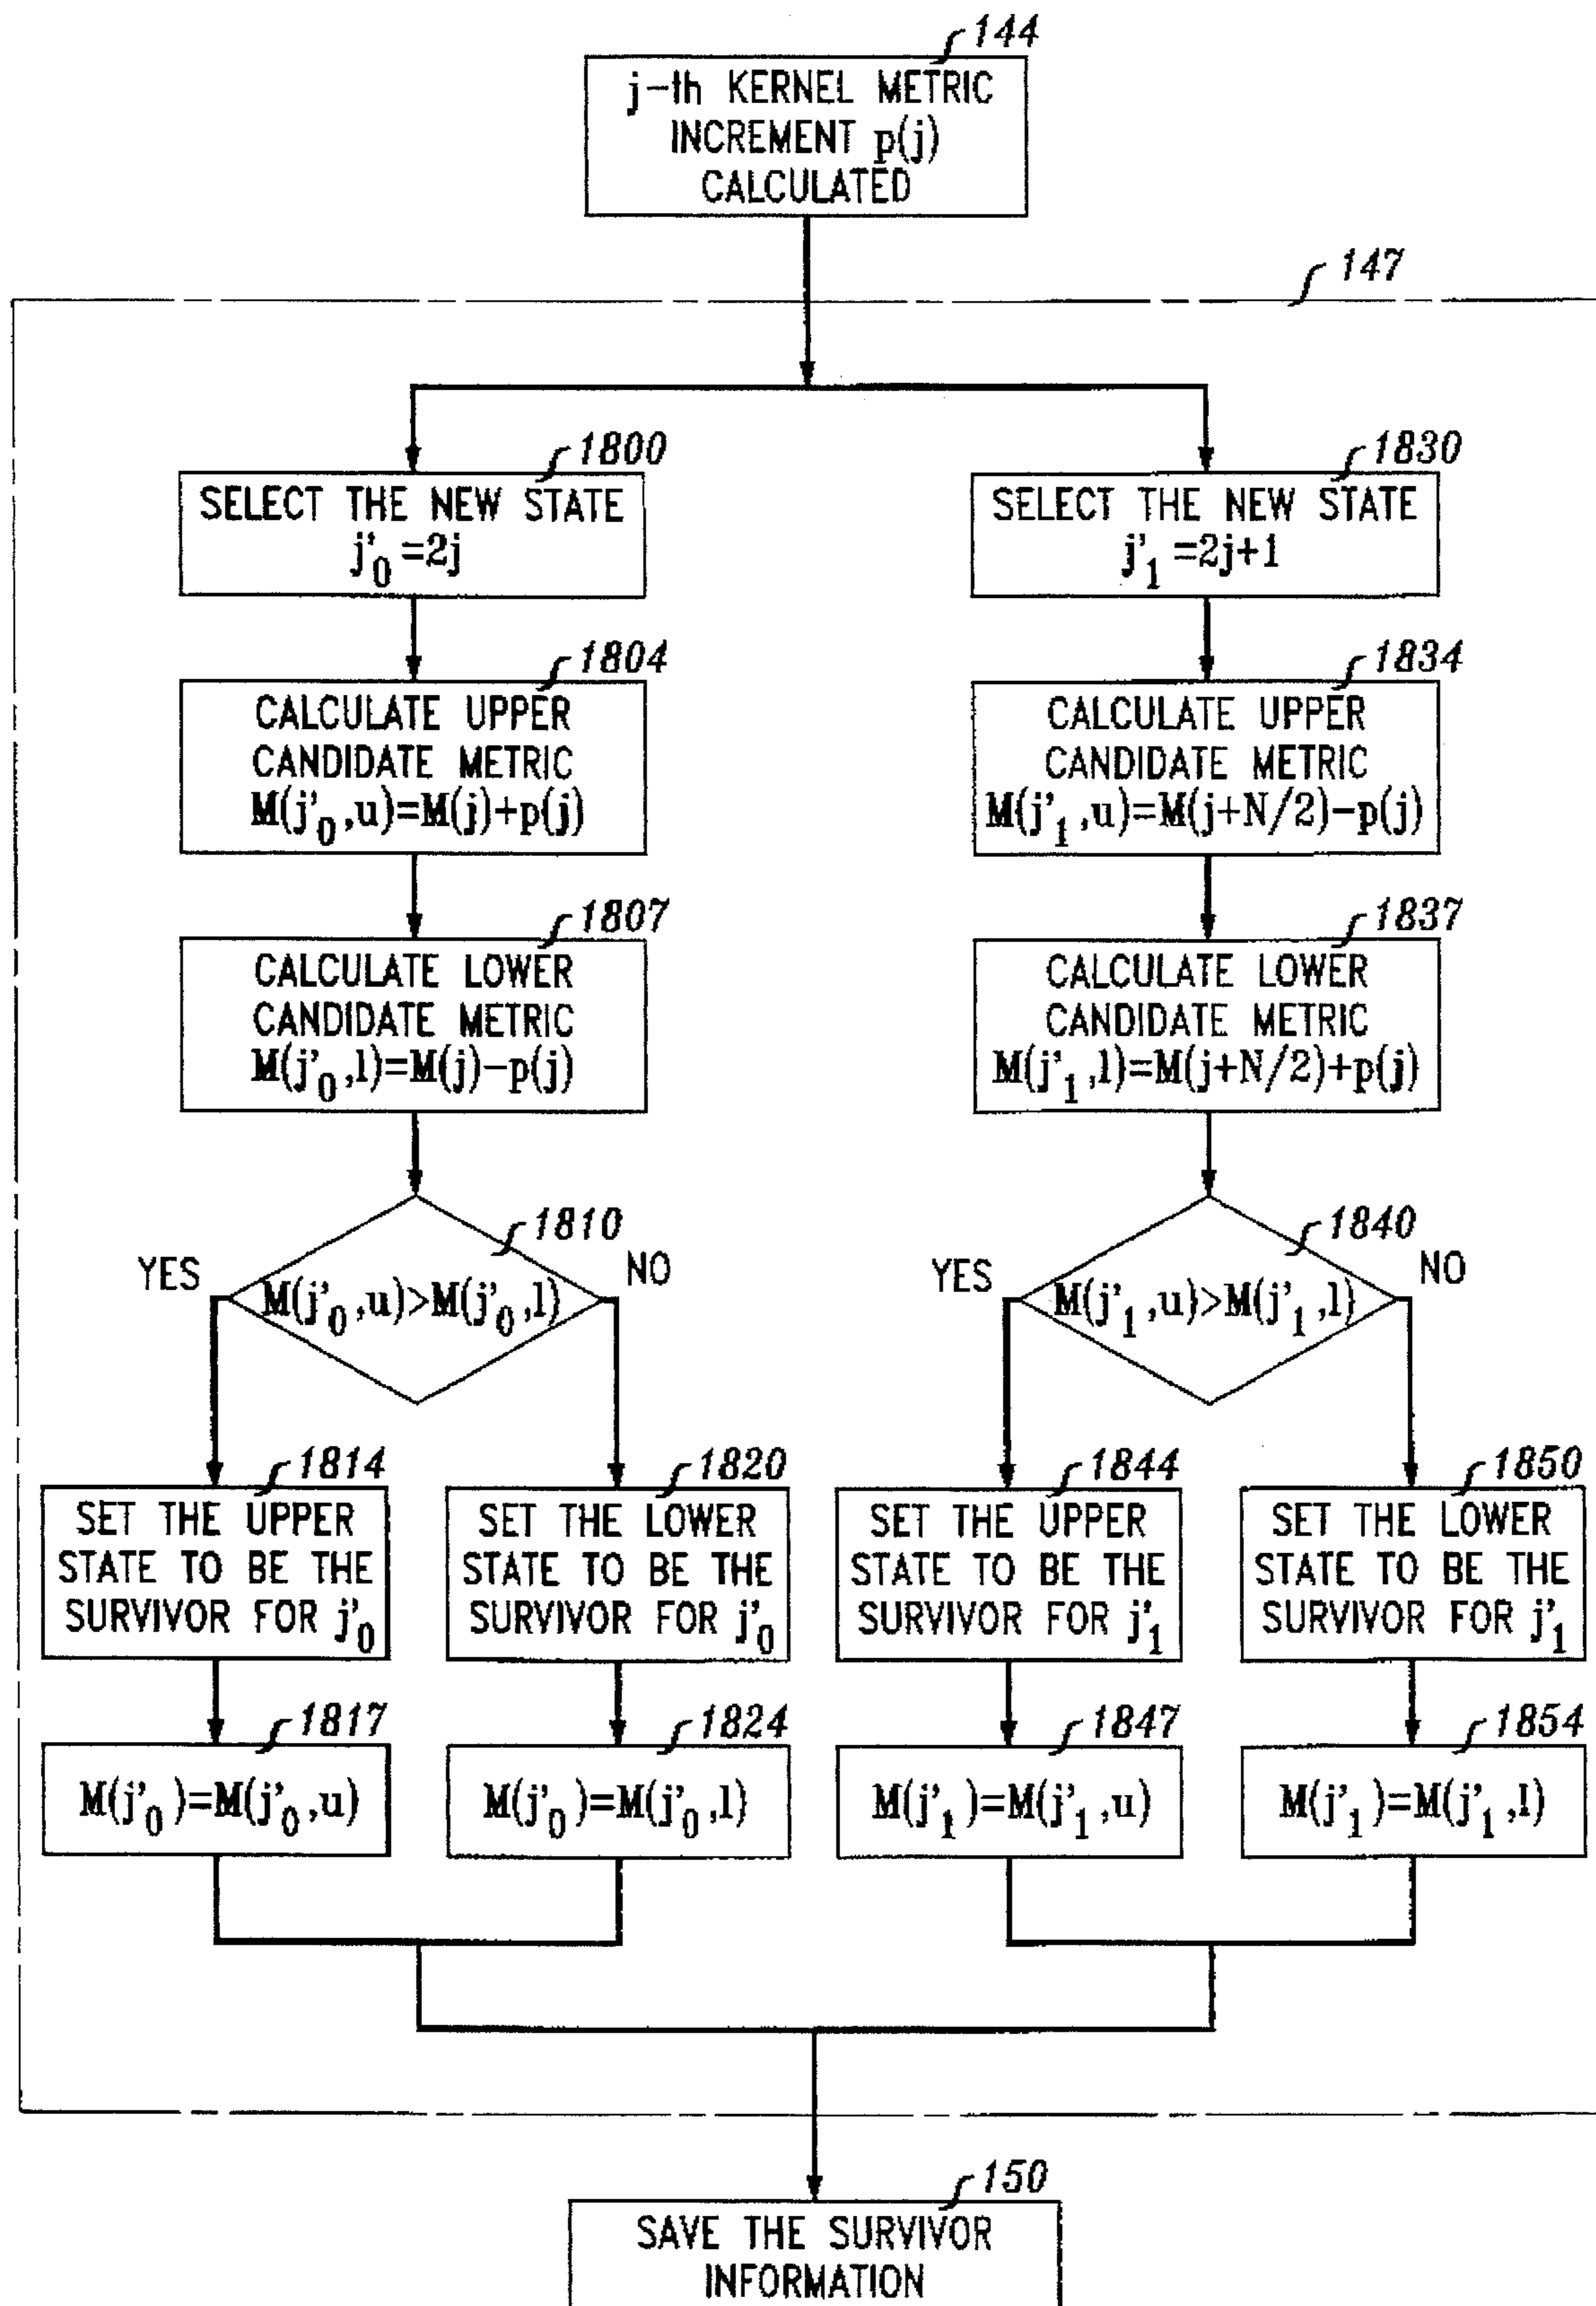 144
j-th KERNEL METRIC
INCREMENT p(j)
CALCULATED
147
1800
SELECT THE NEW STATE
j'₀ =2j
1804
CALCULATE UPPER
CANDIDATE METRIC
M(j'₀,u)=M(j)+p(j)
1807
CALCULATE LOWER
CANDIDATE METRIC
M(j'₀,l)=M(j)-p(j)
1810
YES
M(j'₀,u)>M(j'₀,l)
NO
1814
SET THE UPPER
STATE TO BE THE
SURVIVOR FOR j'₀
1817
M(j'₀)=M(j'₀,u)
1820
SET THE LOWER
STATE TO BE THE
SURVIVOR FOR j'₀
1824
M(j'₀)=M(j'₀,l)
1830
SELECT THE NEW STATE
j'₁ =2j+1
1834
CALCULATE UPPER
CANDIDATE METRIC
M(j'₁,u)=M(j+N/2)-p(j)
1837
CALCULATE LOWER
CANDIDATE METRIC
M(j'₁,l)=M(j+N/2)+p(j)
1840
YES
M(j'₁,u)>M(j'₁,l)
NO
1844
SET THE UPPER
STATE TO BE THE
SURVIVOR FOR j'₁
1847
M(j'₁)=M(j'₁,u)
1850
SET THE LOWER
STATE TO BE THE
SURVIVOR FOR j'₁
1854
M(j'₁)=M(j'₁,l)
150
SAVE THE SURVIVOR
INFORMATION